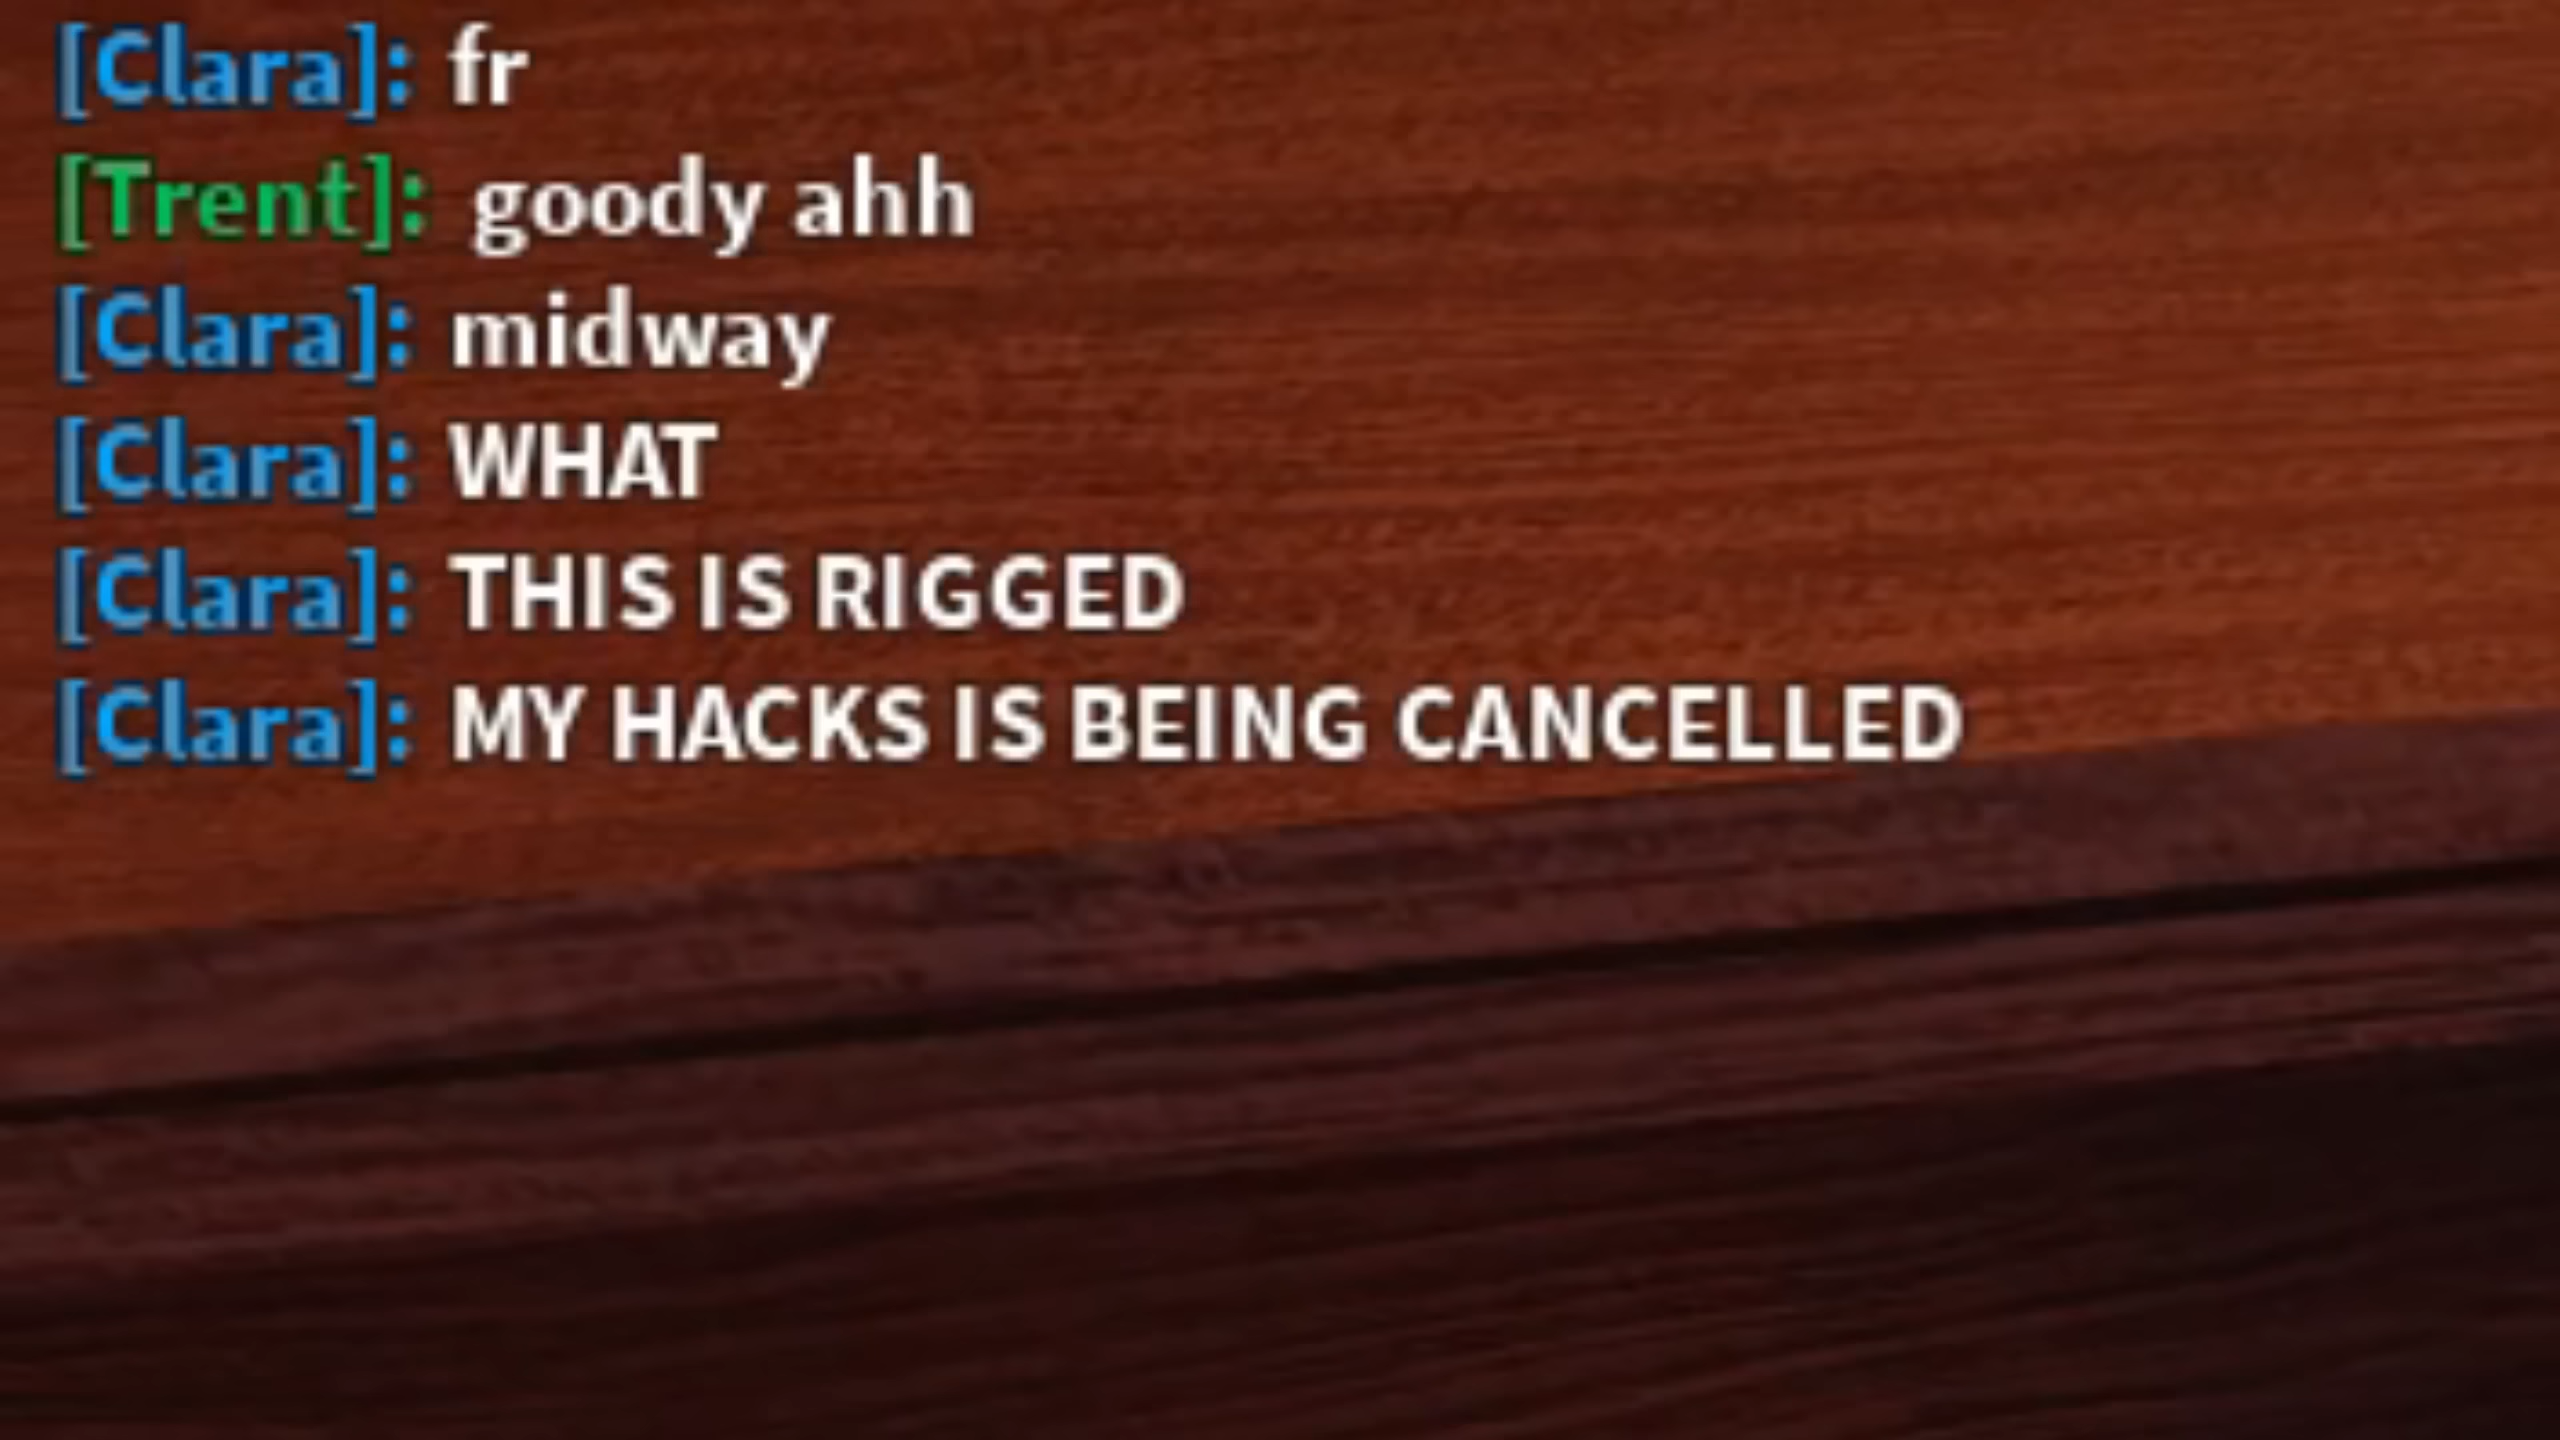 [Clara]: fr
[Trent]: goody ahh
[Clara]: midway
[Clara]: WHAT
[Clara]: THIS IS RIGGED
[Clara]: MY HACKS IS BEING CANCELLED